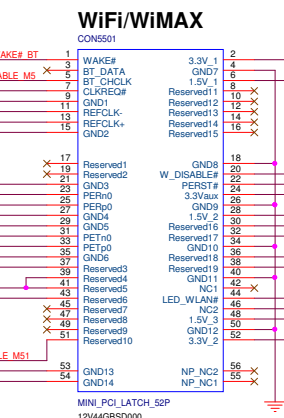 WiFi/WiMAX
CON5501
AKE# BT 1 WAKE# 3.3V_1 2
3 BT_DATA GND7 4
ABLE_M5 5 BT_CHCLK 1.5V_1 6
7 CLKREQ# Reserved11 8
9 GND1 Reserved12 10
11 REFCLK- Reserved13 12
13 REFCLK+ Reserved14 14
15 GND2 Reserved15 16
17 Reserved1 GND8 18
19 Reserved2 W_DISABLE# 20
21 GND3 PERST# 22
23 PERn0 3.3Vaux 24
25 PERp0 GND9 26
27 GND4 1.5V_2 28
29 GND5 Reserved16 30
31 PETn0 Reserved17 32
33 PETp0 GND10 34
35 GND6 Reserved18 36
37 Reserved3 Reserved19 38
39 Reserved4 GND11 40
41 Reserved5 NC1 42
43 Reserved6 LED_WLAN# 44
45 Reserved7 NC2 46
47 Reserved8 1.5V_3 48
49 Reserved9 GND12 50
LE_M51 51 Reserved10 3.3V_2 52
53 GND13 NP_NC2 56
54 GND14 NP_NC1 55
MINI_PCI_LATCH_52P
12V44GBSD000